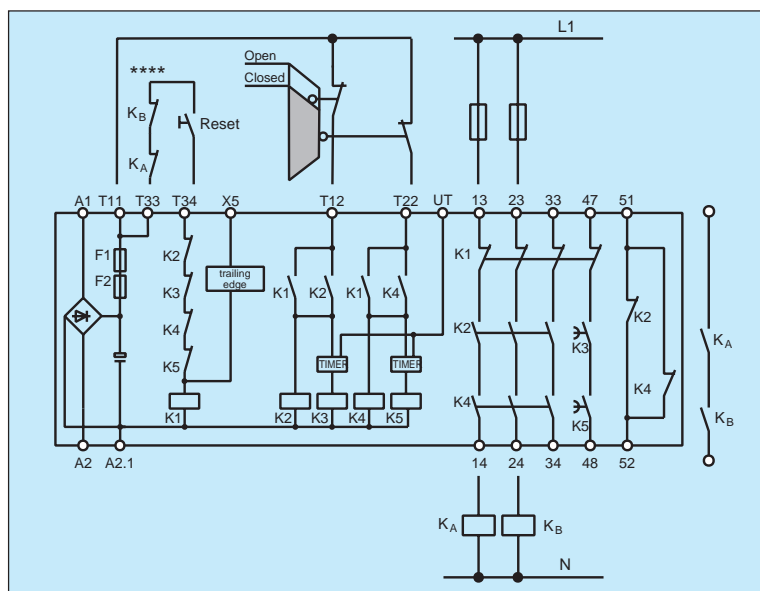 L1
Open
Closed
****
KB
Reset
KA
A1 T11 T33 T34 X5 T12 T22 UT 13 23 33 47 51
F1
F2
K2
K3
K4
K5
K1
trailing
edge
K1 K2 K1 K4
TIMER TIMER
K2 K3 K4 K5
K1
K2 K3
K4 K5
K2
K4
KA
KB
A2 A2.1 14 24 34 48 52
KA KB
N